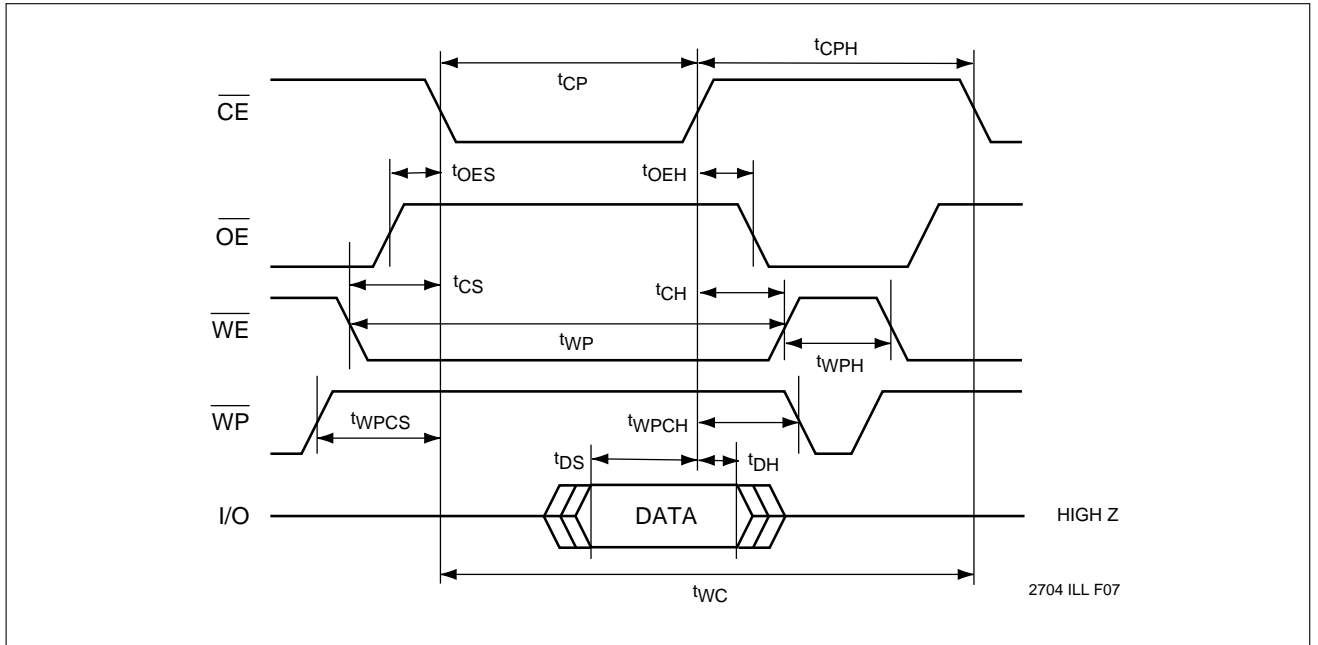 tCPH
tCP
CE
tOES tOEH
OE
tCS tCH
WE
tWP
tWPH
WP
tWPCS tWPCH
tDS tDH
I/O DATA HIGH Z
tWC
2704 ILL F07